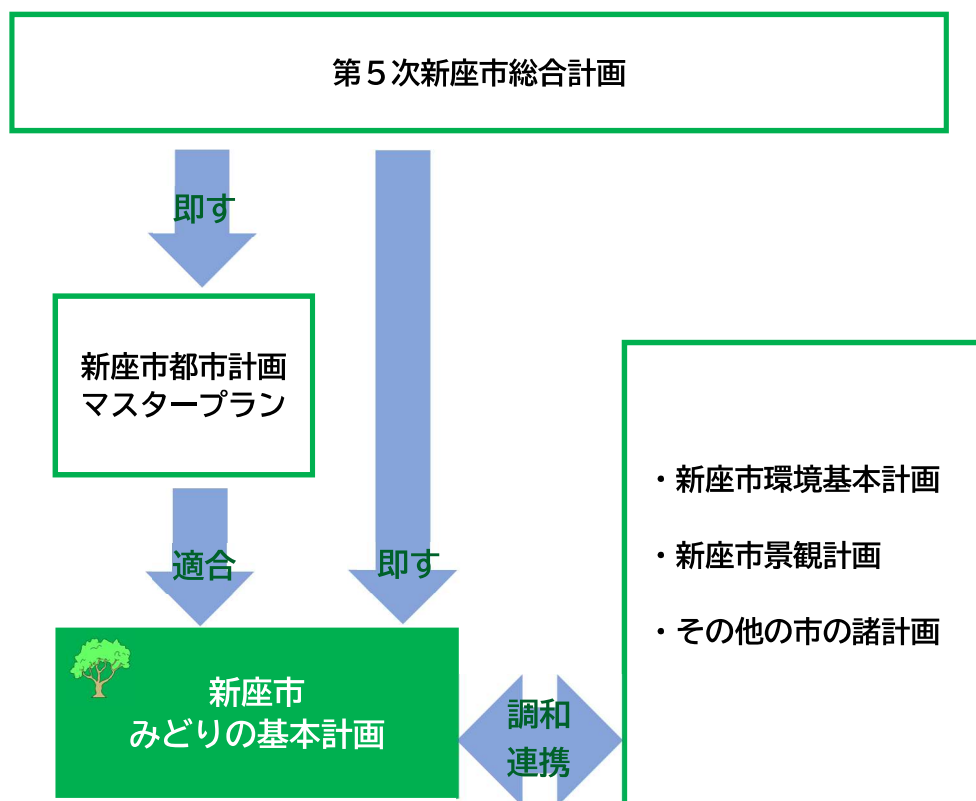 第５次新座市総合計画
即す
新座市都市計画
マスタープラン
適合
即す
新座市
みどりの基本計画
調和
連携
・新座市環境基本計画
・新座市景観計画
・その他の市の諸計画